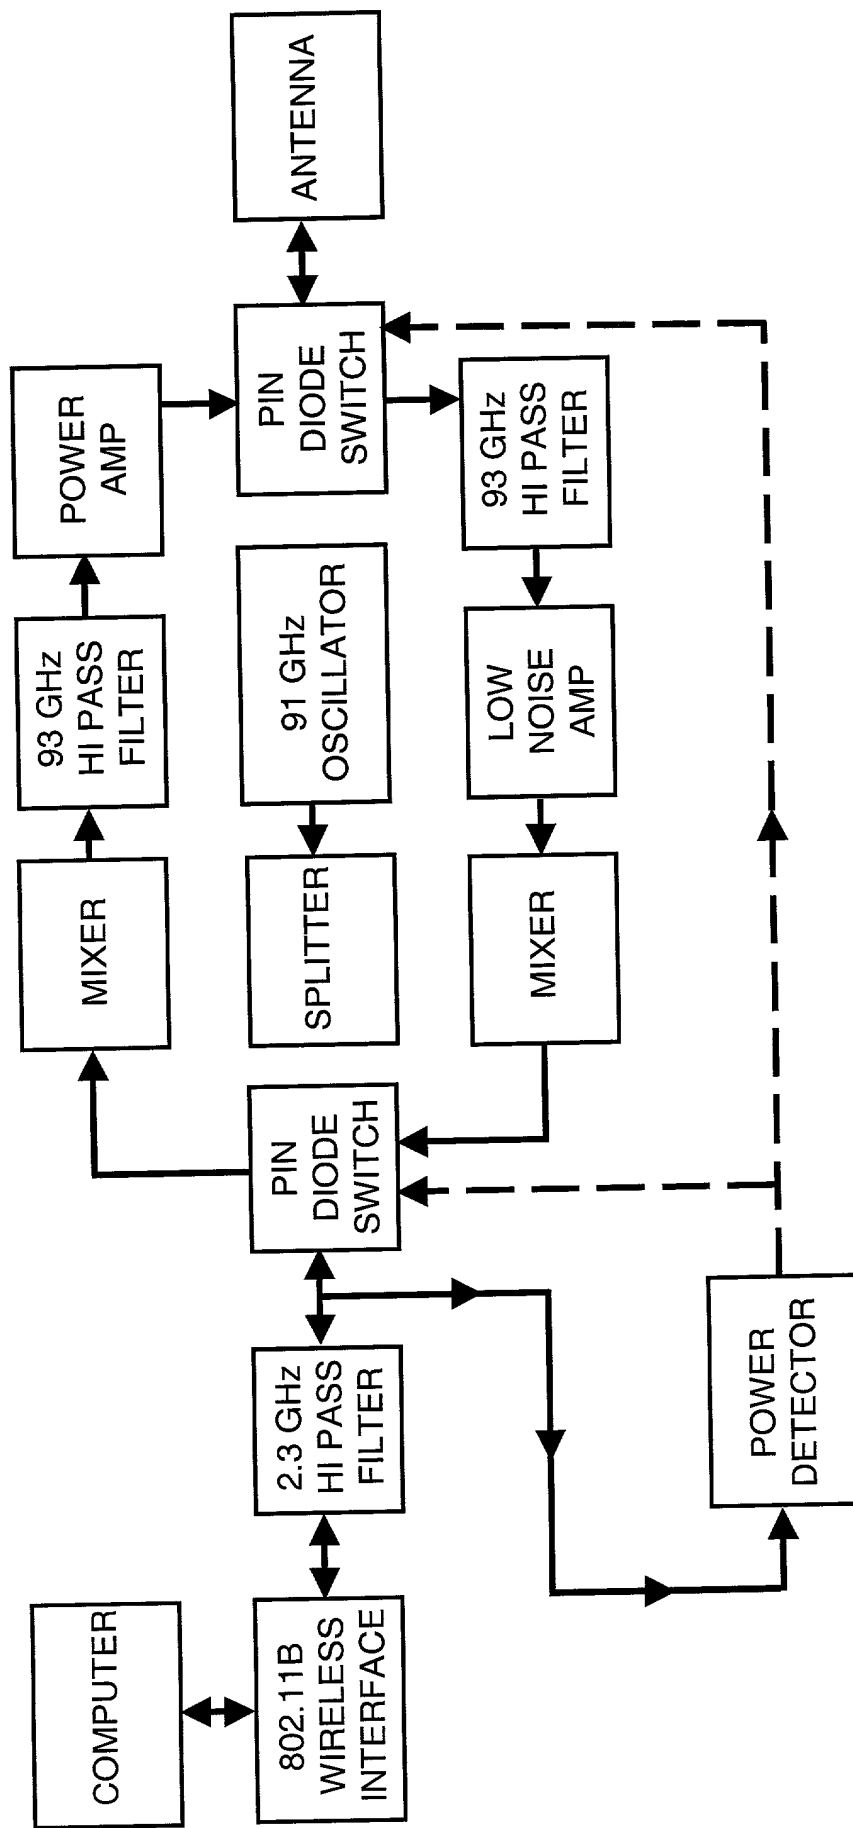 COMPUTER
802.11B
WIRELESS
INTERFACE
2.3 GHz
HI PASS
FILTER
PIN
DIODE
SWITCH
MIXER
93 GHz
HI PASS
FILTER
POWER
AMP
SPLITTER
91 GHz
OSCILLATOR
PIN
DIODE
SWITCH
ANTENNA
MIXER
LOW
NOISE
AMP
93 GHz
HI PASS
FILTER
POWER
DETECTOR